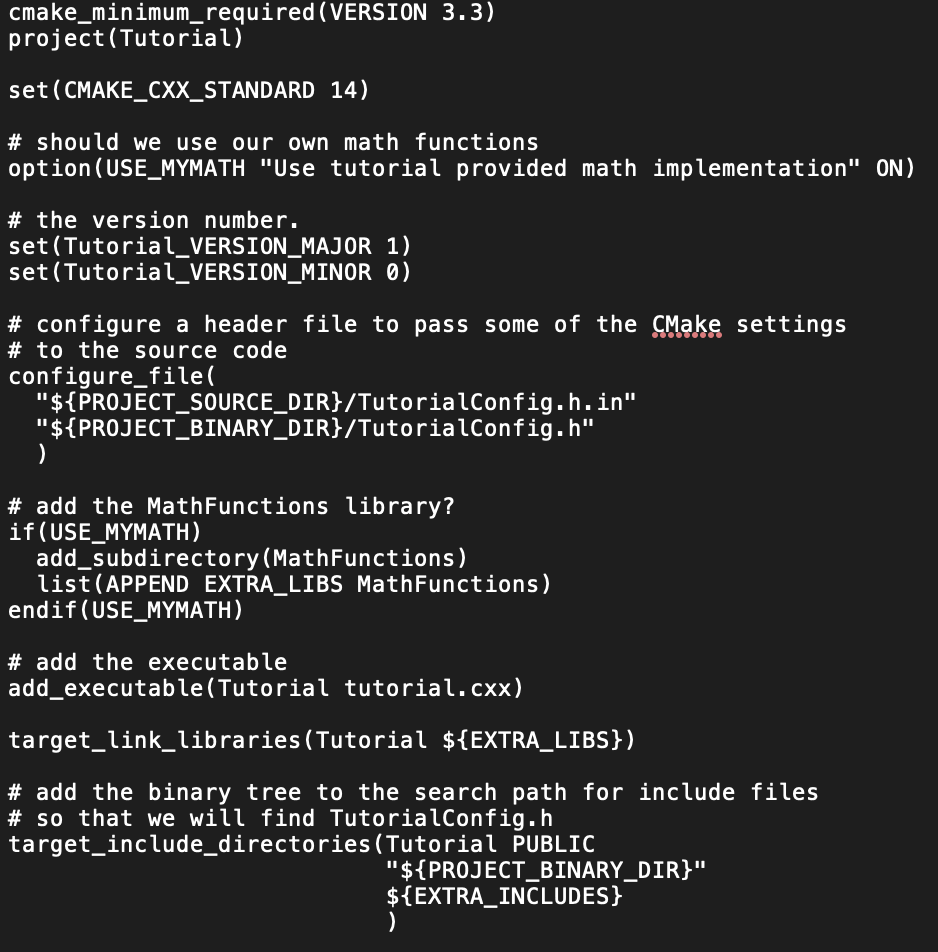 cmake_minimum_required(VERSION 3.3)
project(Tutorial)

set(CMAKE_CXX_STANDARD 14)

# should we use our own math functions
option(USE_MYMATH "Use tutorial provided math implementation" ON)

# the version number.
set(Tutorial_VERSION_MAJOR 1)
set(Tutorial_VERSION_MINOR 0)

# configure a header file to pass some of the CMake settings
# to the source code
configure_file(
  "${PROJECT_SOURCE_DIR}/TutorialConfig.h.in"
  "${PROJECT_BINARY_DIR}/TutorialConfig.h"
  )

# add the MathFunctions library?
if(USE_MYMATH)
  add_subdirectory(MathFunctions)
  list(APPEND EXTRA_LIBS MathFunctions)
endif(USE_MYMATH)

# add the executable
add_executable(Tutorial tutorial.cxx)

target_link_libraries(Tutorial ${EXTRA_LIBS})

# add the binary tree to the search path for include files
# so that we will find TutorialConfig.h
target_include_directories(Tutorial PUBLIC
                           "${PROJECT_BINARY_DIR}"
                           ${EXTRA_INCLUDES}
                           )